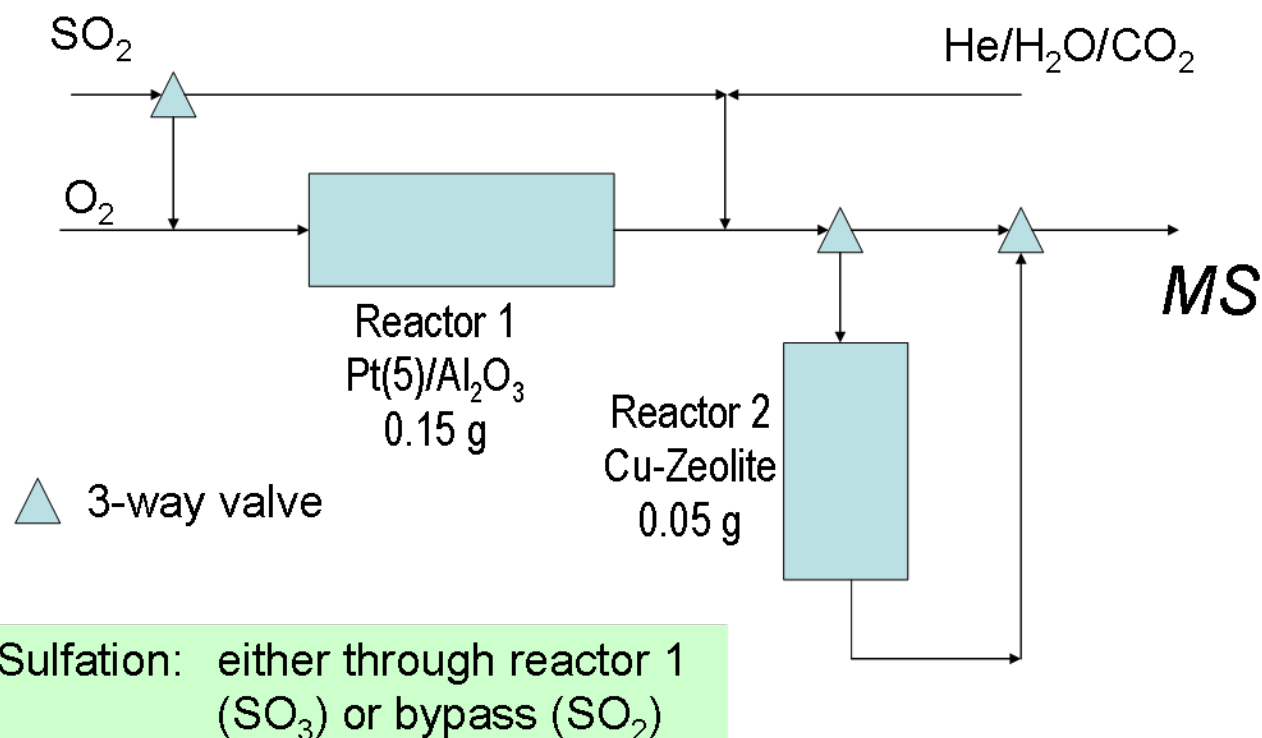 SO₂
He/H₂O/CO₂
O₂
MS
Reactor 1
Pt(5)/Al₂O₃
0.15 g
Reactor 2
Cu-Zeolite
0.05 g
3-way valve
Sulfation: either through reactor 1
(SO₃) or bypass (SO₂)